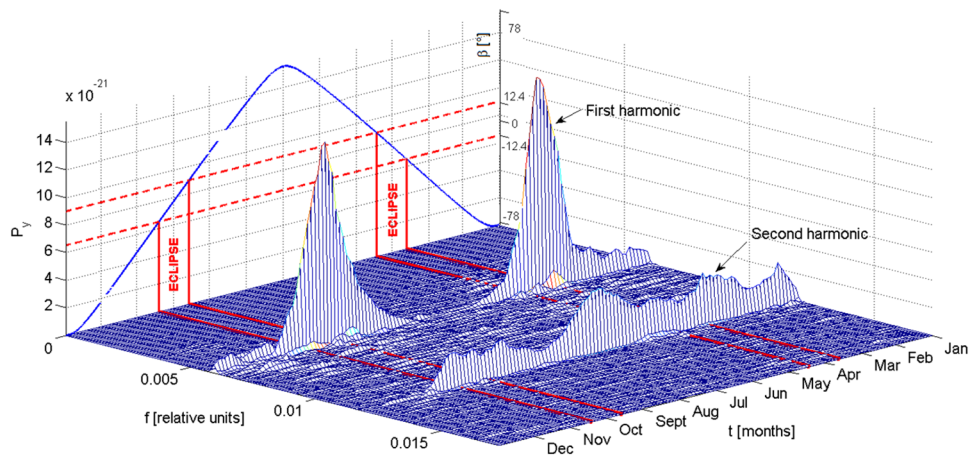 x 10⁻²¹
14
12
10
8
6
4
2
0
P_y
β [°]
78
12.4
0
-12.4
-78
First harmonic
Second harmonic
ECLIPSE
ECLIPSE
0.005
0.01
0.015
f [relative units]
Jan
Feb
Mar
Apr
May
Jun
Jul
Aug
Sept
Oct
Nov
Dec
t [months]